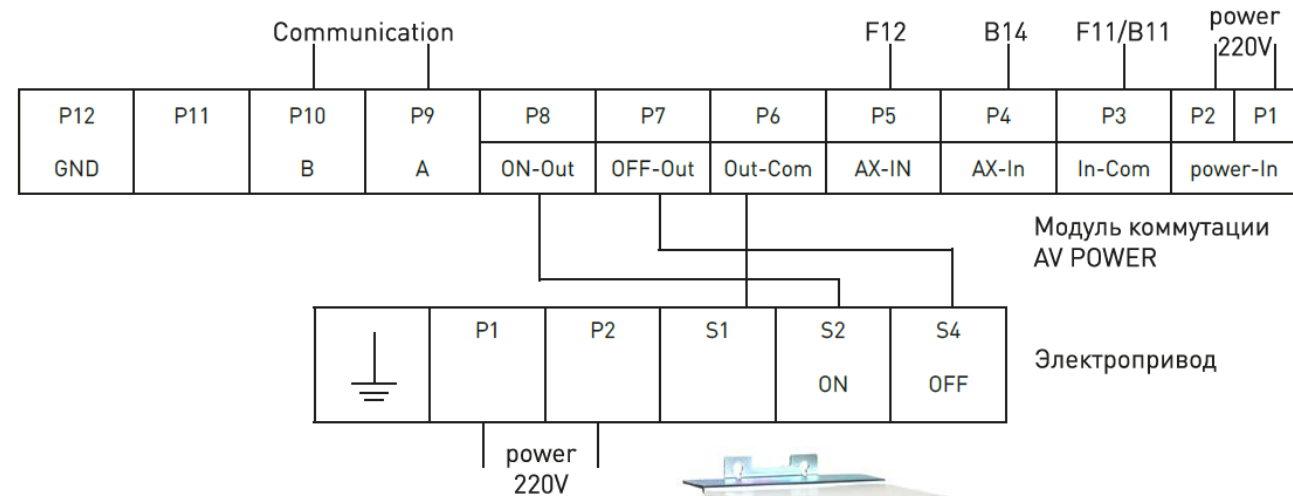 Communication F12 B14 F11/B11 power
220V
P12 P11 P10 P9 P8 P7 P6 P5 P4 P3 P2 P1
GND B A ON-Out OFF-Out Out-Com AX-IN AX-In In-Com power-In
Модуль коммутации
AV POWER
P1 P2 S1 S2 S4
ON OFF
Электропривод
power
220V